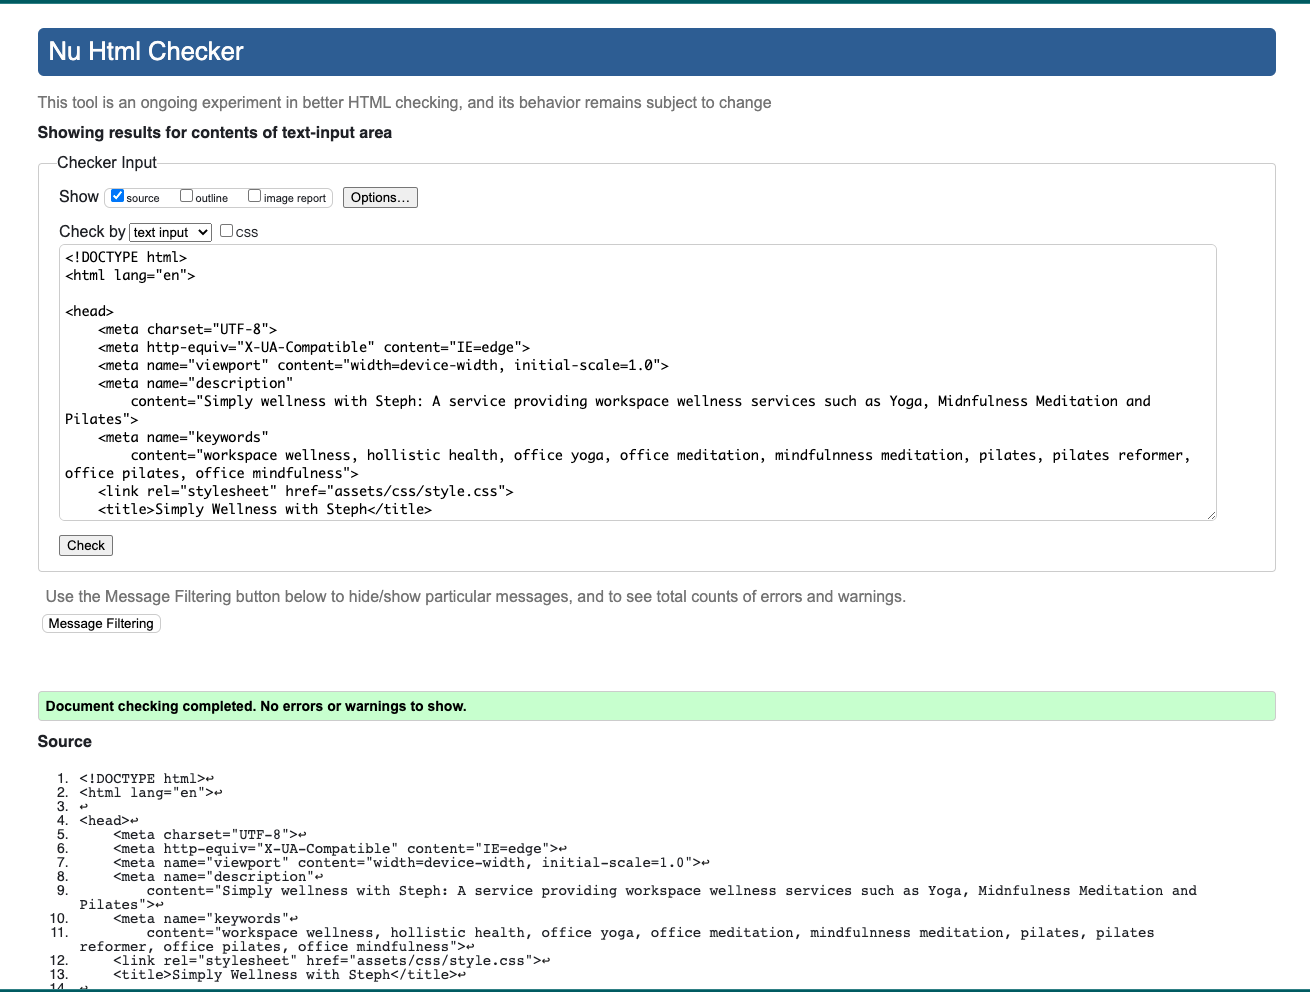 Nu Html Checker
This tool is an ongoing experiment in better HTML checking, and its behavior remains subject to change
Showing results for contents of text-input area
Checker Input
Show source outline image report Options...
Check by text input css
<!DOCTYPE html>
<html lang="en">
<head>
<meta charset="UTF-8">
<meta http-equiv="X-UA-Compatible" content="IE=edge">
<meta name="viewport" content="width=device-width, initial-scale=1.0">
<meta name="description"
content="Simply wellness with Steph: A service providing workspace wellness services such as Yoga, Midnfulness Meditation and
Pilates">
<meta name="keywords"
content="workspace wellness, hollistic health, office yoga, office meditation, mindfulnness meditation, pilates, pilates reformer,
office pilates, office mindfulness">
<link rel="stylesheet" href="assets/css/style.css">
<title>Simply Wellness with Steph</title>
Check
Use the Message Filtering button below to hide/show particular messages, and to see total counts of errors and warnings.
Message Filtering
Document checking completed. No errors or warnings to show.
Source
1. <!DOCTYPE html>↩
2. <html lang="en">↩
3. ↩
4. <head>↩
5. <meta charset="UTF-8">↩
6. <meta http-equiv="X-UA-Compatible" content="IE=edge">↩
7. <meta name="viewport" content="width=device-width, initial-scale=1.0">↩
8. <meta name="description"↩
9. content="Simply wellness with Steph: A service providing workspace wellness services such as Yoga, Midnfulness Meditation and
Pilates">↩
10. <meta name="keywords"↩
11. content="workspace wellness, hollistic health, office yoga, office meditation, mindfulnness meditation, pilates, pilates
reformer, office pilates, office mindfulness">↩
12. <link rel="stylesheet" href="assets/css/style.css">↩
13. <title>Simply Wellness with Steph</title>↩
14. ↩